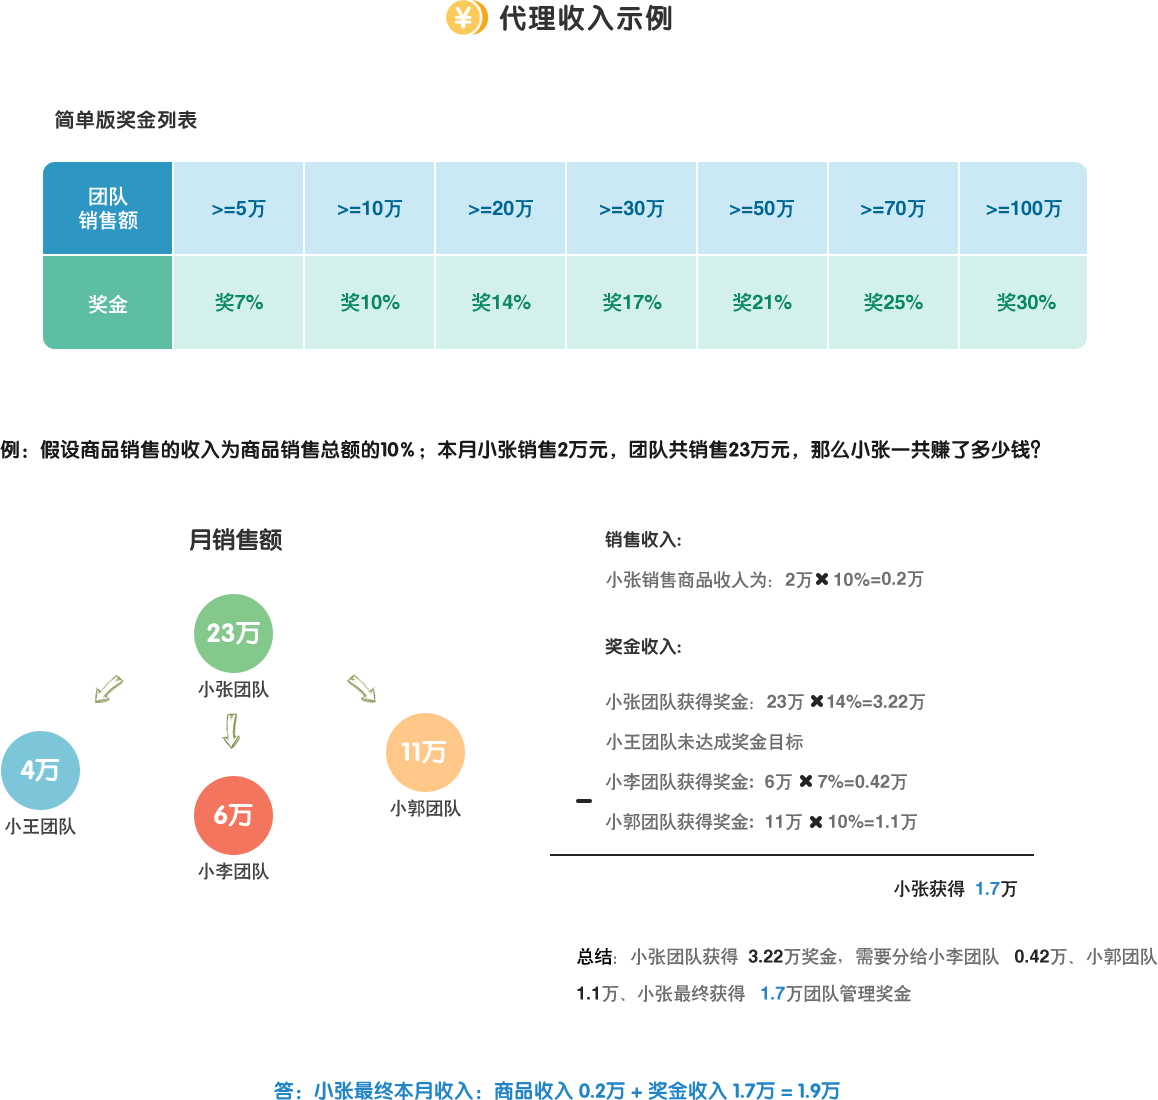 ¥ 代理收入示例
简单版奖金列表
团队
销售额
>=5万
>=10万
>=20万
>=30万
>=50万
>=70万
>=100万
奖金
奖7%
奖10%
奖14%
奖17%
奖21%
奖25%
奖30%
例：假设商品销售的收入为商品销售总额的10%；本月小张销售2万元，团队共销售23万元，那么小张一共赚了多少钱?
月销售额
23万
小张团队
4万
小王团队
6万
小李团队
11万
小郭团队
销售收入:
小张销售商品收入为：2万✖10%=0.2万
奖金收入:
小张团队获得奖金：23万✖14%=3.22万
小王团队未达成奖金目标
小李团队获得奖金：6万✖7%=0.42万
小郭团队获得奖金：11万✖10%=1.1万
−
小张获得 1.7万
总结：小张团队获得 3.22万奖金，需要分给小李团队 0.42万、小郭团队
1.1万、小张最终获得 1.7万团队管理奖金
答：小张最终本月收入：商品收入 0.2万 + 奖金收入 1.7万 = 1.9万